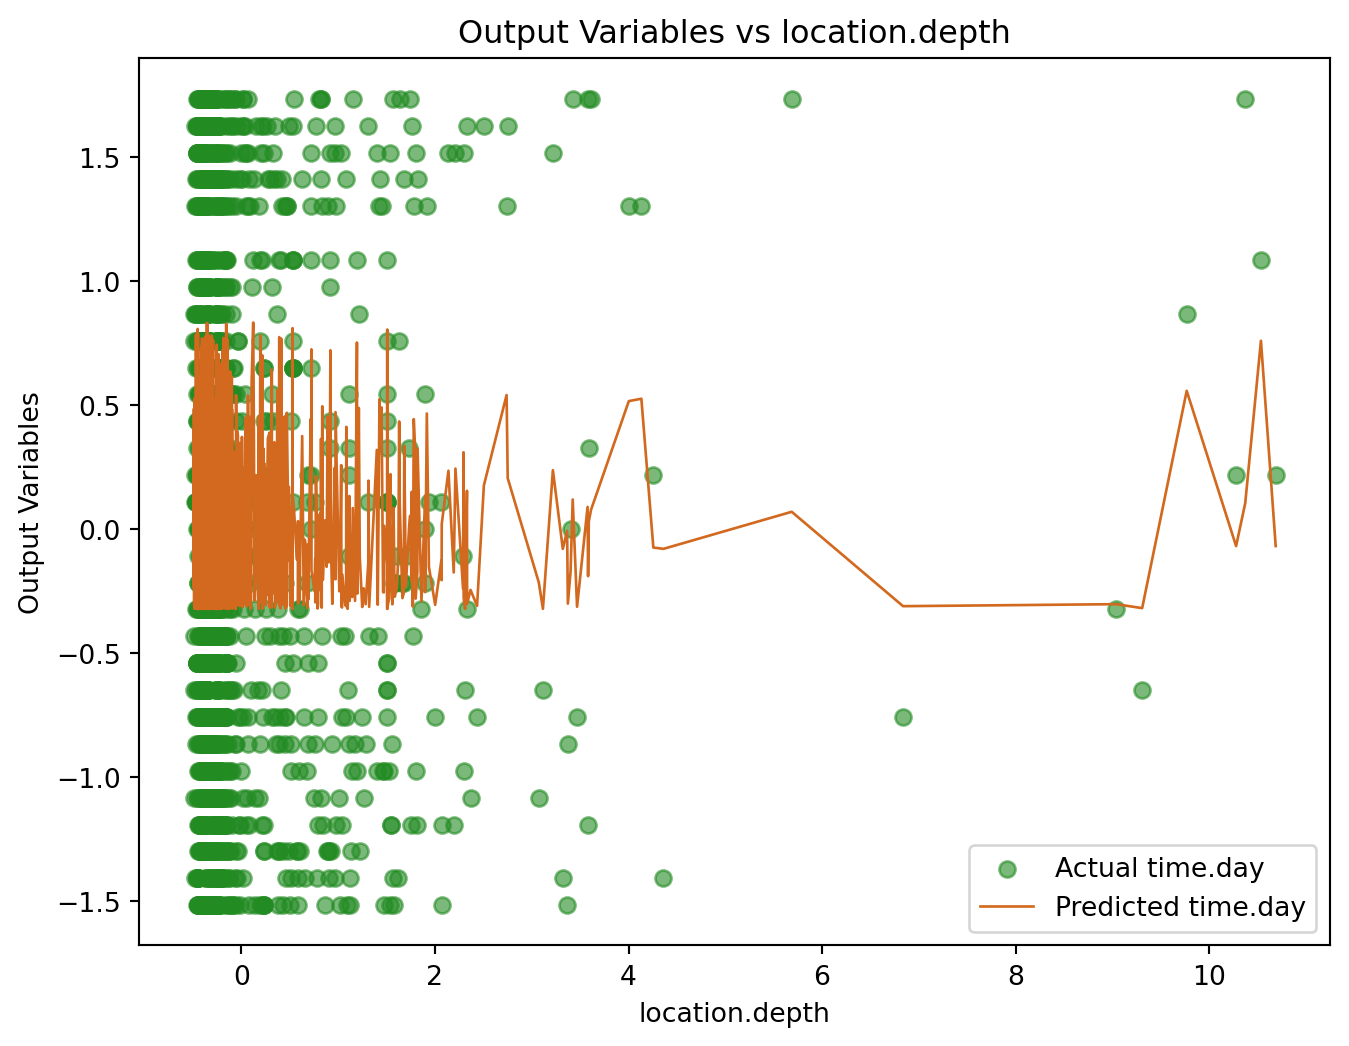 Output Variables vs location.depth
Output Variables
1.5
1.0
0.5
0.0
−0.5
−1.0
−1.5
0
2
4
6
8
10
location.depth
Actual time.day
Predicted time.day